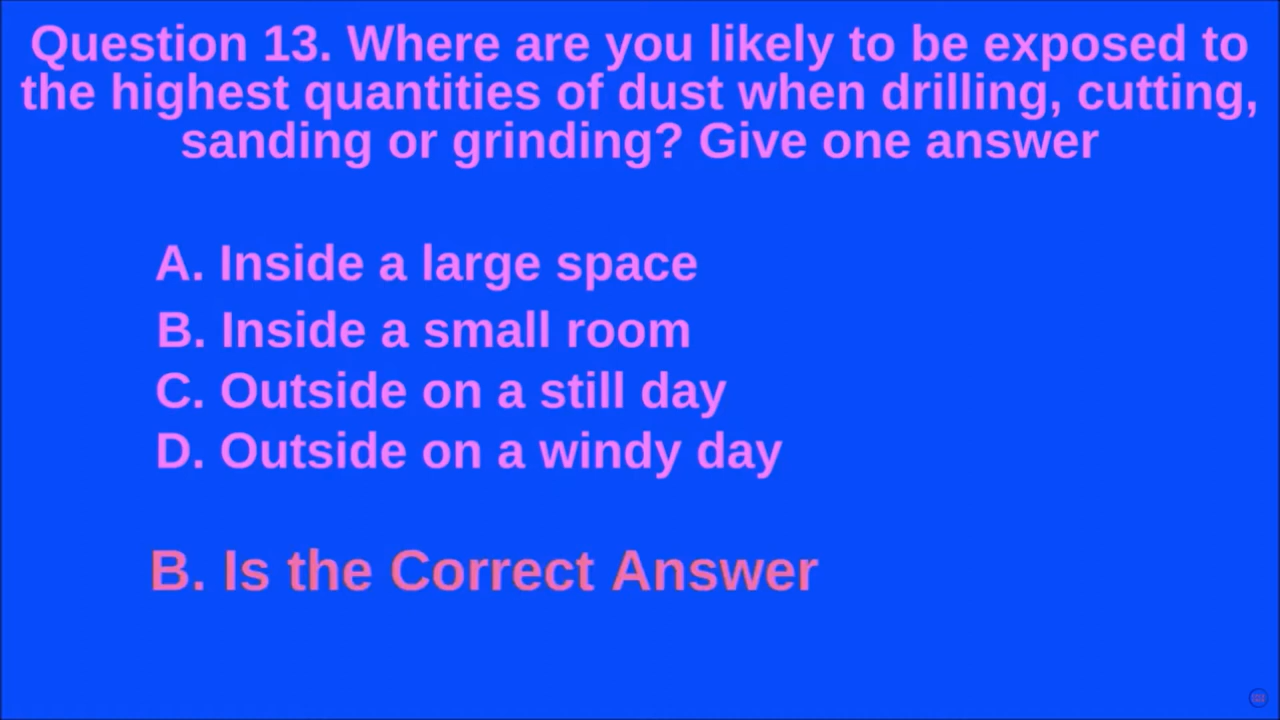 Question 13. Where are you likely to be exposed to
the highest quantities of dust when drilling, cutting,
sanding or grinding? Give one answer
A. Inside a large space
B. Inside a small room
C. Outside on a still day
D. Outside on a windy day
B. Is the Correct Answer